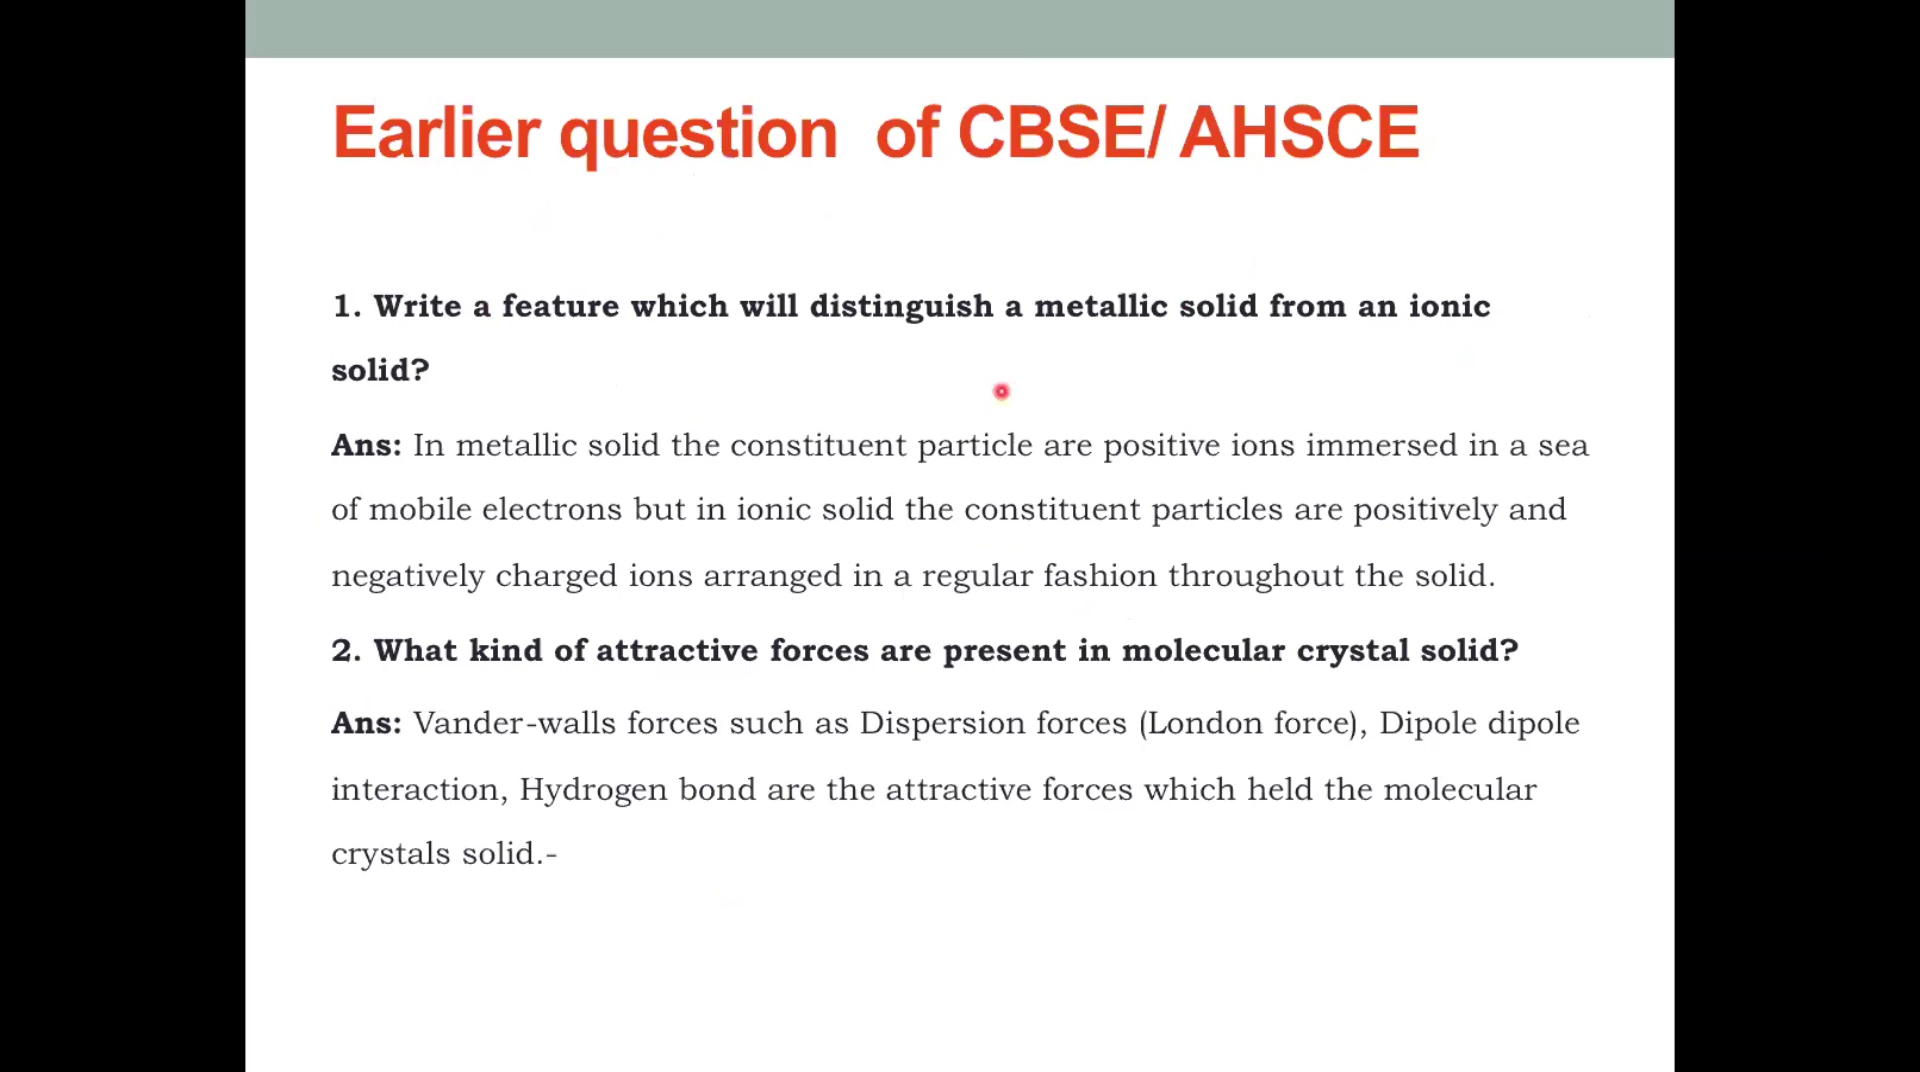 Earlier question of CBSE/ AHSCE
1. Write a feature which will distinguish a metallic solid from an ionic
solid?
Ans: In metallic solid the constituent particle are positive ions immersed in a sea
of mobile electrons but in ionic solid the constituent particles are positively and
negatively charged ions arranged in a regular fashion throughout the solid.
2. What kind of attractive forces are present in molecular crystal solid?
Ans: Vander-walls forces such as Dispersion forces (London force), Dipole dipole
interaction, Hydrogen bond are the attractive forces which held the molecular
crystals solid.-